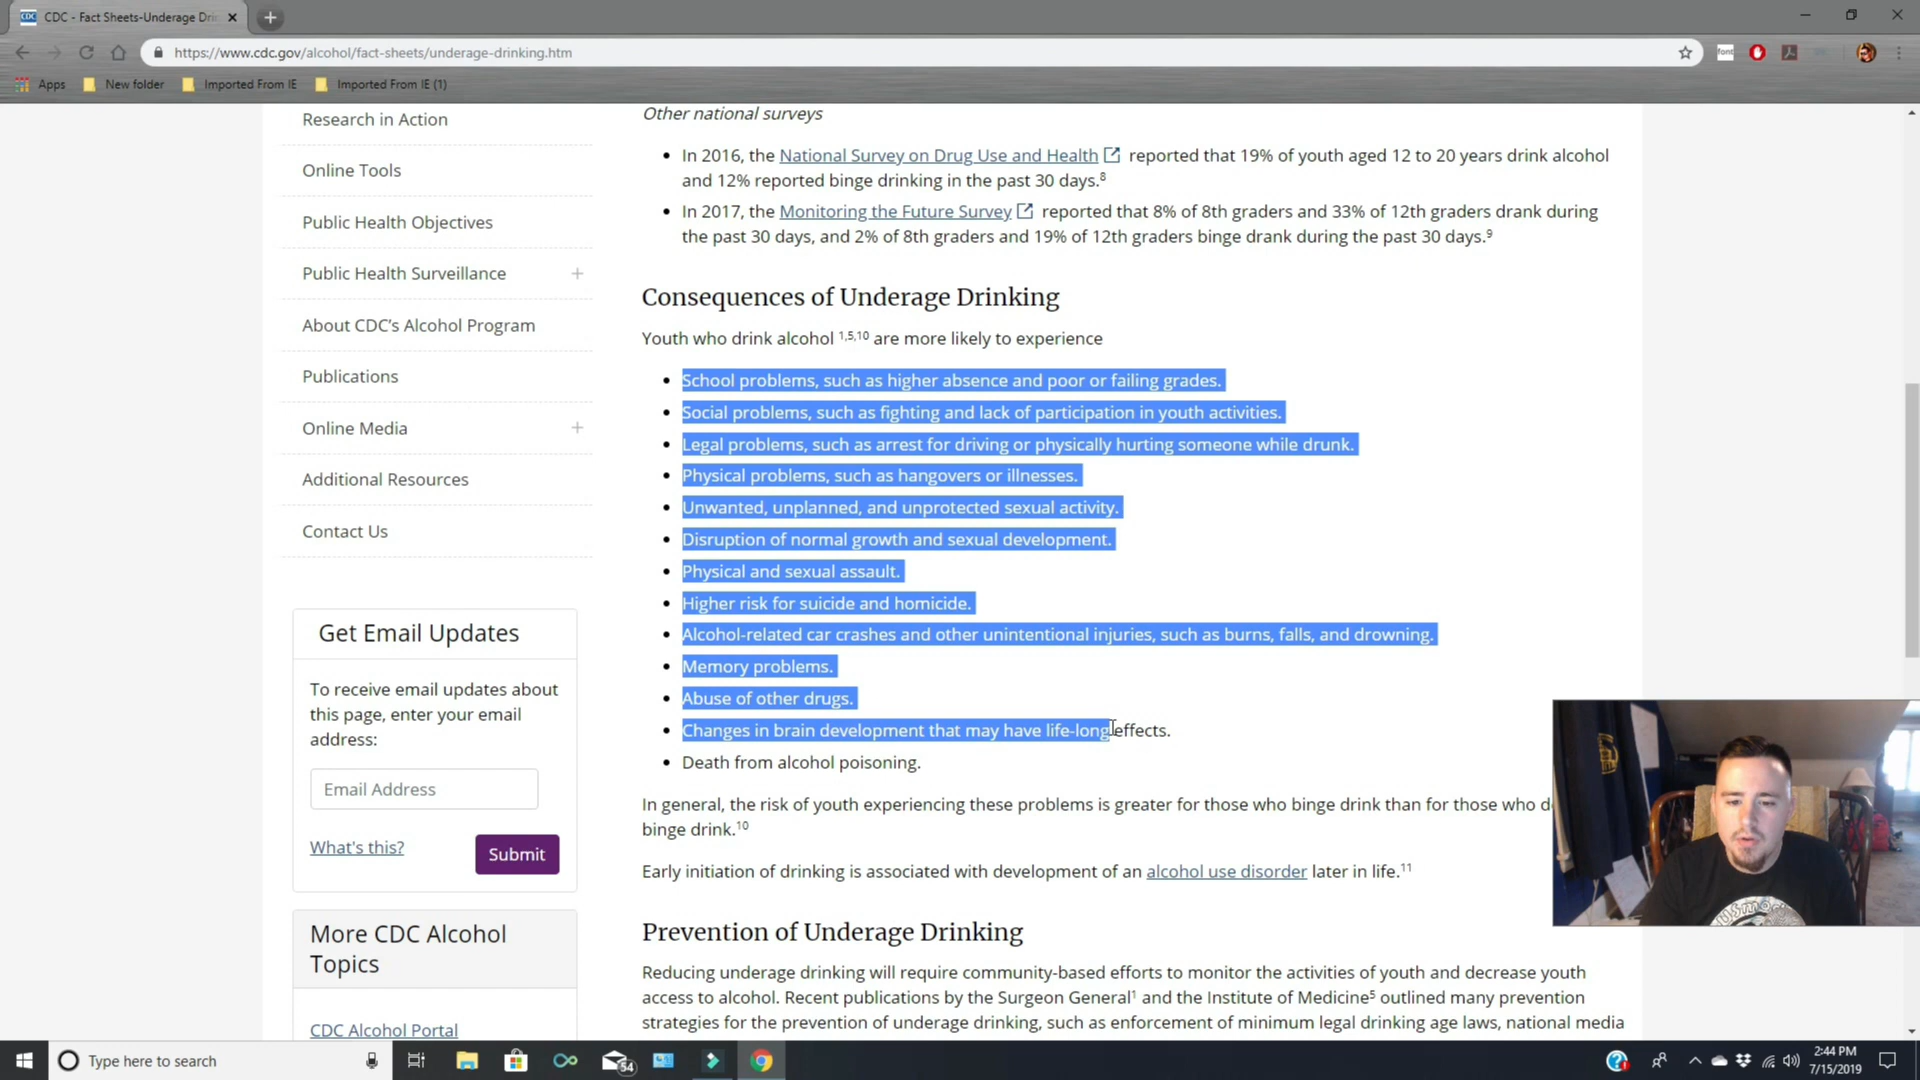 CDC - Fact Sheets-Underage Dri
https://www.cdc.gov/alcohol/fact-sheets/underage-drinking.htm
Apps
New folder
Imported From IE
Imported From IE (1)
Research in Action
Online Tools
Public Health Objectives
Public Health Surveillance
About CDC's Alcohol Program
Publications
Online Media
Additional Resources
Contact Us
Get Email Updates
To receive email updates about
this page, enter your email
address:
Email Address
What's this?
Submit
More CDC Alcohol
Topics
CDC Alcohol Portal
Other national surveys
• In 2016, the National Survey on Drug Use and Health reported that 19% of youth aged 12 to 20 years drink alcohol
and 12% reported binge drinking in the past 30 days.8
• In 2017, the Monitoring the Future Survey reported that 8% of 8th graders and 33% of 12th graders drank during
the past 30 days, and 2% of 8th graders and 19% of 12th graders binge drank during the past 30 days.9
Consequences of Underage Drinking
Youth who drink alcohol 1,5,10 are more likely to experience
• School problems, such as higher absence and poor or failing grades.
• Social problems, such as fighting and lack of participation in youth activities.
• Legal problems, such as arrest for driving or physically hurting someone while drunk.
• Physical problems, such as hangovers or illnesses.
• Unwanted, unplanned, and unprotected sexual activity.
• Disruption of normal growth and sexual development.
• Physical and sexual assault.
• Higher risk for suicide and homicide.
• Alcohol-related car crashes and other unintentional injuries, such as burns, falls, and drowning.
• Memory problems.
• Abuse of other drugs.
• Changes in brain development that may have life-long effects.
• Death from alcohol poisoning.
In general, the risk of youth experiencing these problems is greater for those who binge drink than for those who
binge drink.10
Early initiation of drinking is associated with development of an alcohol use disorder later in life.11
Prevention of Underage Drinking
Reducing underage drinking will require community-based efforts to monitor the activities of youth and decrease youth
access to alcohol. Recent publications by the Surgeon General1 and the Institute of Medicine5 outlined many prevention
strategies for the prevention of underage drinking, such as enforcement of minimum legal drinking age laws, national media
Type here to search
54
2:44 PM
7/15/2019